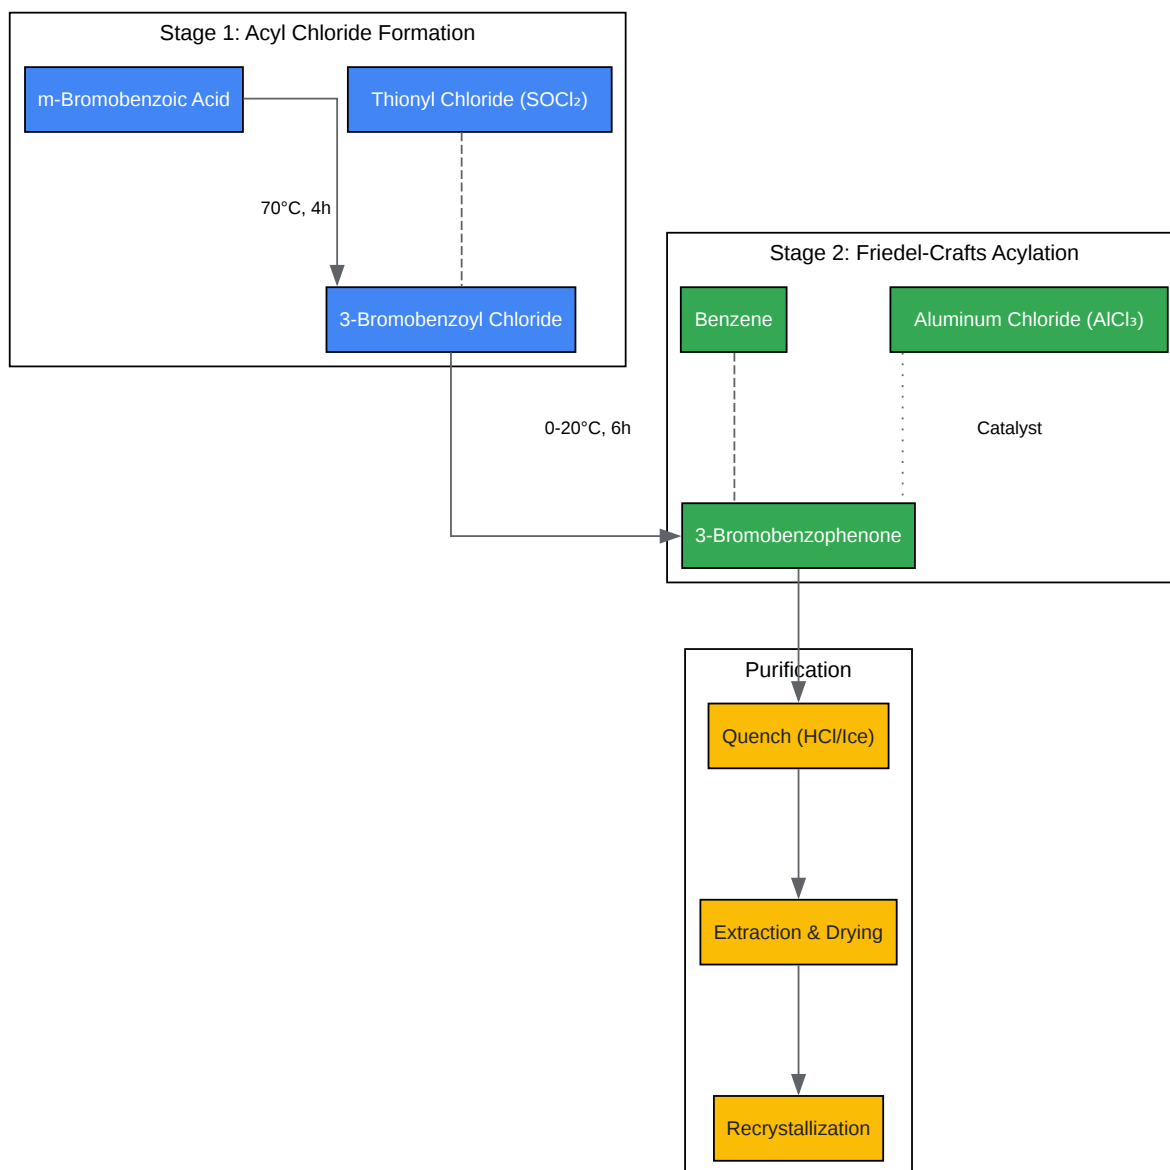 Stage 1: Acyl Chloride Formation
m-Bromobenzoic Acid
Thionyl Chloride (SOCl₂)
70°C, 4h
3-Bromobenzoyl Chloride
Stage 2: Friedel-Crafts Acylation
Benzene
Aluminum Chloride (AlCl₃)
0-20°C, 6h
Catalyst
3-Bromobenzophenone
Purification
Quench (HCl/Ice)
Extraction & Drying
Recrystallization